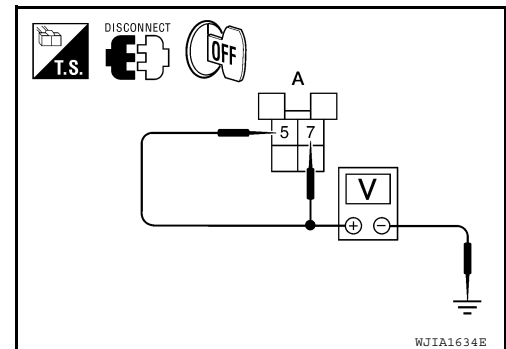 DISCONNECT
T.S.
OFF
A
5 7
V
+ −
WJIA1634E